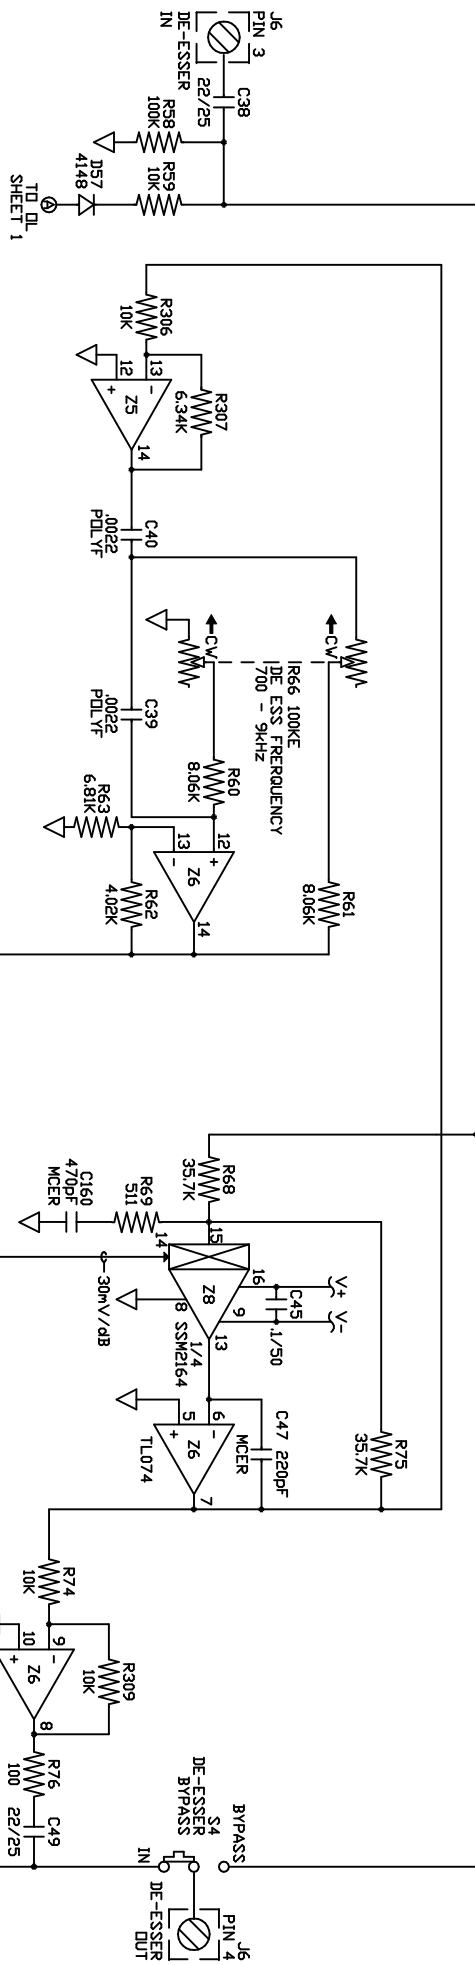 J6
PIN 3
DE-ESSER
IN
C38
22/25
R58
100K
R59
10K
D57
4148
A
TO OL
SHEET 1
R306
10K
13
12
-
+
Z5
14
R307
6.34K
C40
.0022
POLYF
CW
CW
R66 100KE
DE ESS FRERQUENCY
700 - 9kHz
C39
.0022
POLYF
R60
8.06K
R63
6.81K
12
13
+
-
Z6
14
R62
4.02K
R61
8.06K
R68
35.7K
R69
511
C160
470pF
MCER
15
14
30mV/dB
16
Z8
8
9
13
1/4
SSM2164
C45
.1/50
V+
V-
6
5
-
+
Z6
7
TL074
C47 220pF
MCER
R75
35.7K
R74
10K
9
10
-
+
Z6
8
R309
10K
R76
100
C49
22/25
BYPASS
S4
DE-ESSER
BYPASS
IN
J6
PIN 4
DE-ESSER
OUT